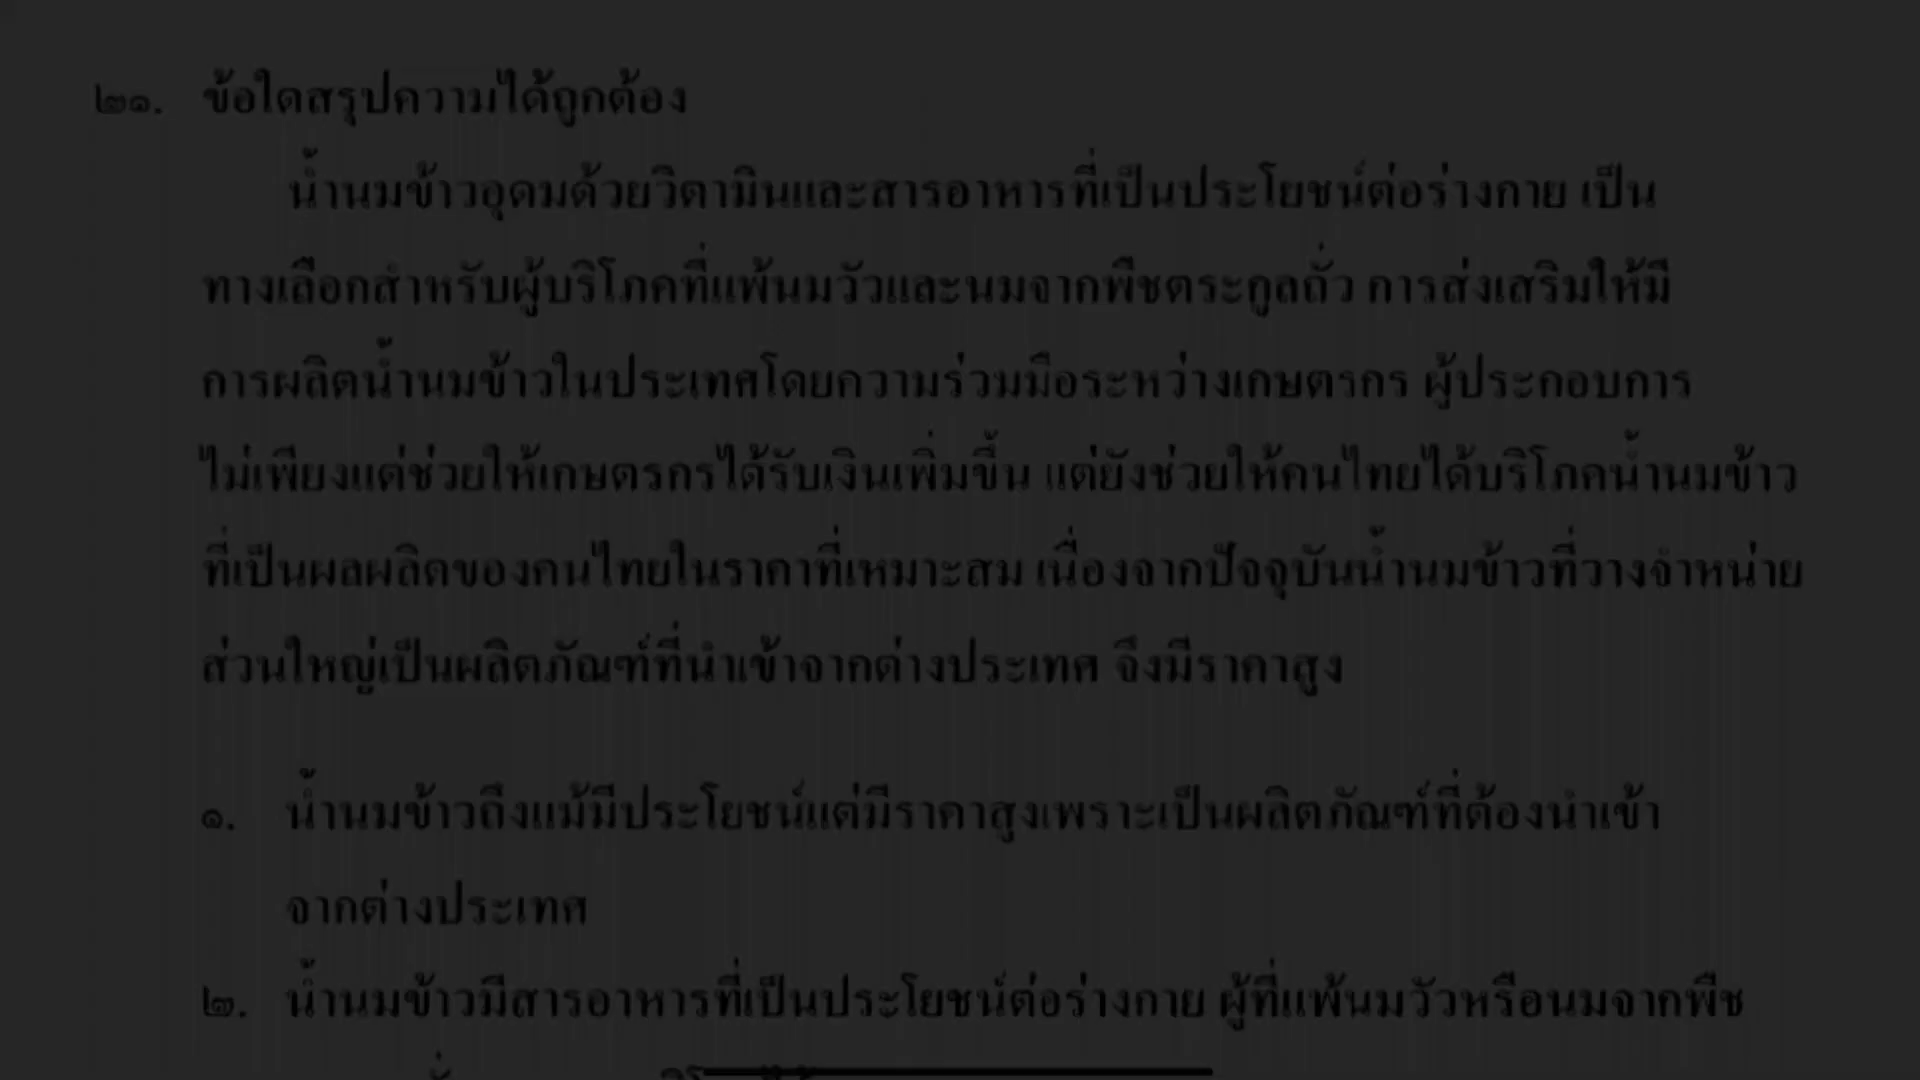 ๒๑. ข้อใดสรุปความได้ถูกต้อง
น้ำนมข้าวอุดมด้วยวิตามินและสารอาหารที่เป็นประโยชน์ต่อร่างกาย เป็น
ทางเลือกสำหรับผู้บริโภคที่แพ้นมวัวและนมจากพืชตระกูลถั่ว การส่งเสริมให้มี
การผลิตน้ำนมข้าวในประเทศโดยความร่วมมือระหว่างเกษตรกร ผู้ประกอบการ
ไม่เพียงแต่ช่วยให้เกษตรกรได้รับเงินเพิ่มขึ้น แต่ยังช่วยให้คนไทยได้บริโภคน้ำนมข้าว
ที่เป็นผลผลิตของคนไทยในราคาที่เหมาะสม เนื่องจากปัจจุบันน้ำนมข้าวที่วางจำหน่าย
ส่วนใหญ่เป็นผลิตภัณฑ์ที่นำเข้าจากต่างประเทศ จึงมีราคาสูง
๑. น้ำนมข้าวถึงแม้มีประโยชน์แต่มีราคาสูงเพราะเป็นผลิตภัณฑ์ที่ต้องนำเข้า
จากต่างประเทศ
๒. น้ำนมข้าวมีสารอาหารที่เป็นประโยชน์ต่อร่างกาย ผู้ที่แพ้นมวัวหรือนมจากพืช